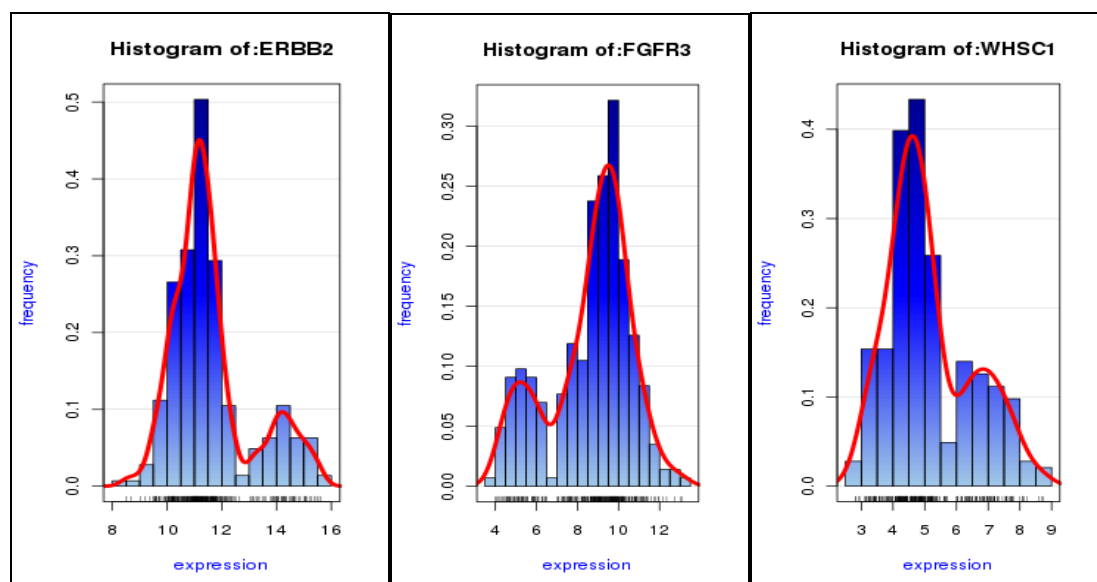 Histogram of:ERBB2
frequency
0.0 0.1 0.2 0.3 0.4 0.5
8 10 12 14 16
expression
Histogram of:FGFR3
frequency
0.00 0.05 0.10 0.15 0.20 0.25 0.30
4 6 8 10 12
expression
Histogram of:WHSC1
frequency
0.0 0.1 0.2 0.3 0.4
3 4 5 6 7 8 9
expression